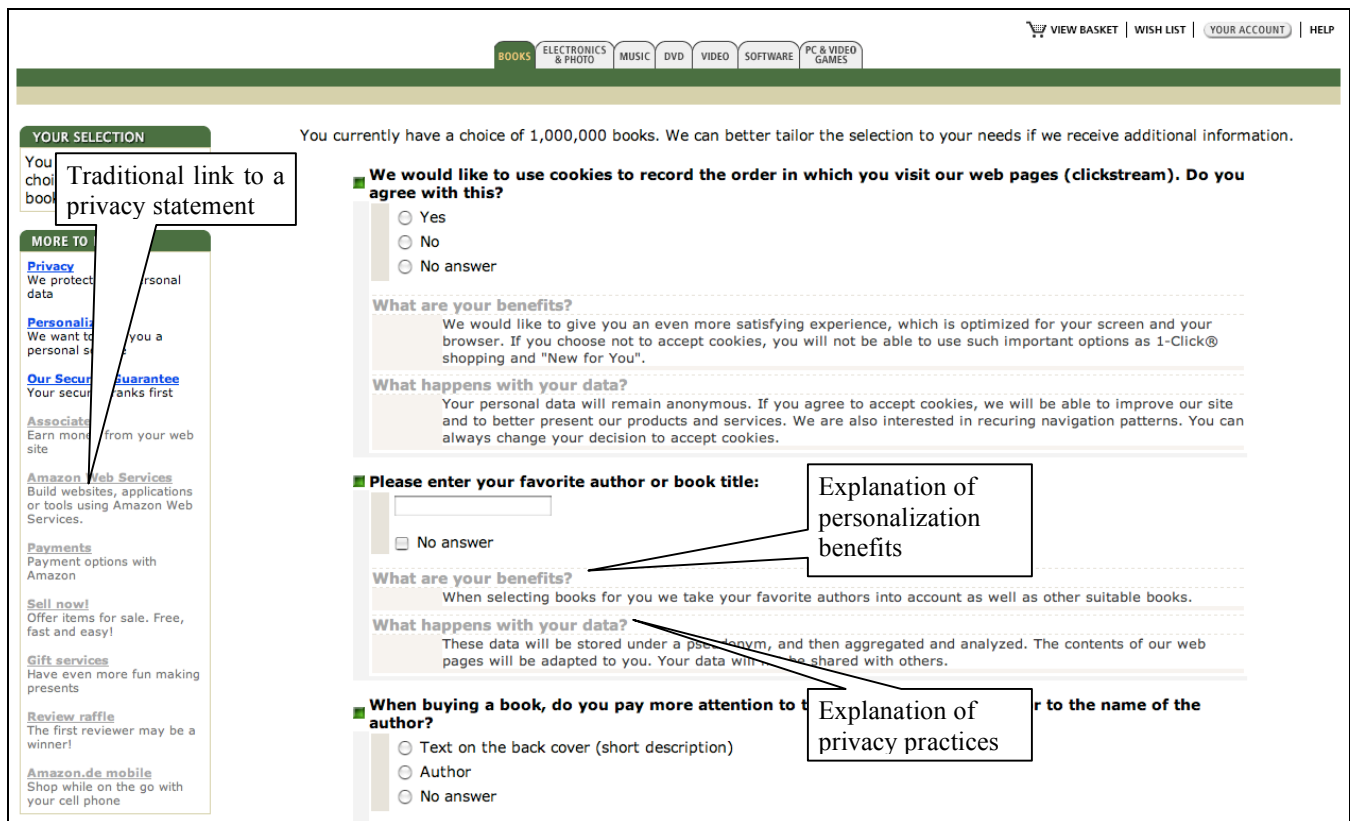 VIEW BASKET | WISH LIST | YOUR ACCOUNT | HELP
BOOKS
ELECTRONICS
& PHOTO
MUSIC
DVD
VIDEO
SOFTWARE
PC & VIDEO
GAMES
YOUR SELECTION
You
choi
book
Traditional link to a
privacy statement
MORE TO
Privacy
We protect rsonal
data
Personaliz
We want to you a
personal s e
Our Secur Guarantee
Your secur ranks first
Associate
Earn mone from your web
site
Amazon Web Services
Build websites, applications
or tools using Amazon Web
Services.
Payments
Payment options with
Amazon
Sell now!
Offer items for sale. Free,
fast and easy!
Gift services
Have even more fun making
presents
Review raffle
The first reviewer may be a
winner!
Amazon.de mobile
Shop while on the go with
your cell phone
You currently have a choice of 1,000,000 books. We can better tailor the selection to your needs if we receive additional information.
We would like to use cookies to record the order in which you visit our web pages (clickstream). Do you
agree with this?
Yes
No
No answer
What are your benefits?
We would like to give you an even more satisfying experience, which is optimized for your screen and your
browser. If you choose not to accept cookies, you will not be able to use such important options as 1-Click®
shopping and "New for You".
What happens with your data?
Your personal data will remain anonymous. If you agree to accept cookies, we will be able to improve our site
and to better present our products and services. We are also interested in recuring navigation patterns. You can
always change your decision to accept cookies.
Please enter your favorite author or book title:
No answer
Explanation of
personalization
benefits
What are your benefits?
When selecting books for you we take your favorite authors into account as well as other suitable books.
What happens with your data?
These data will be stored under a pseudonym, and then aggregated and analyzed. The contents of our web
pages will be adapted to you. Your data will be shared with others.
When buying a book, do you pay more attention to t r to the name of the
author?
Explanation of
privacy practices
Text on the back cover (short description)
Author
No answer